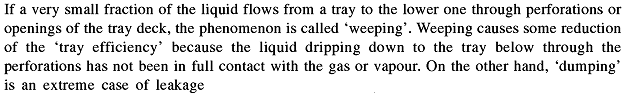 If a very small fraction of the liquid flows from a tray to the lower one through perforations or
openings of the tray deck, the phenomenon is called ‘weeping’. Weeping causes some reduction
of the ‘tray efficiency’ because the liquid dripping down to the tray below through the
perforations has not been in full contact with the gas or vapour. On the other hand, ‘dumping’
is an extreme case of leakage